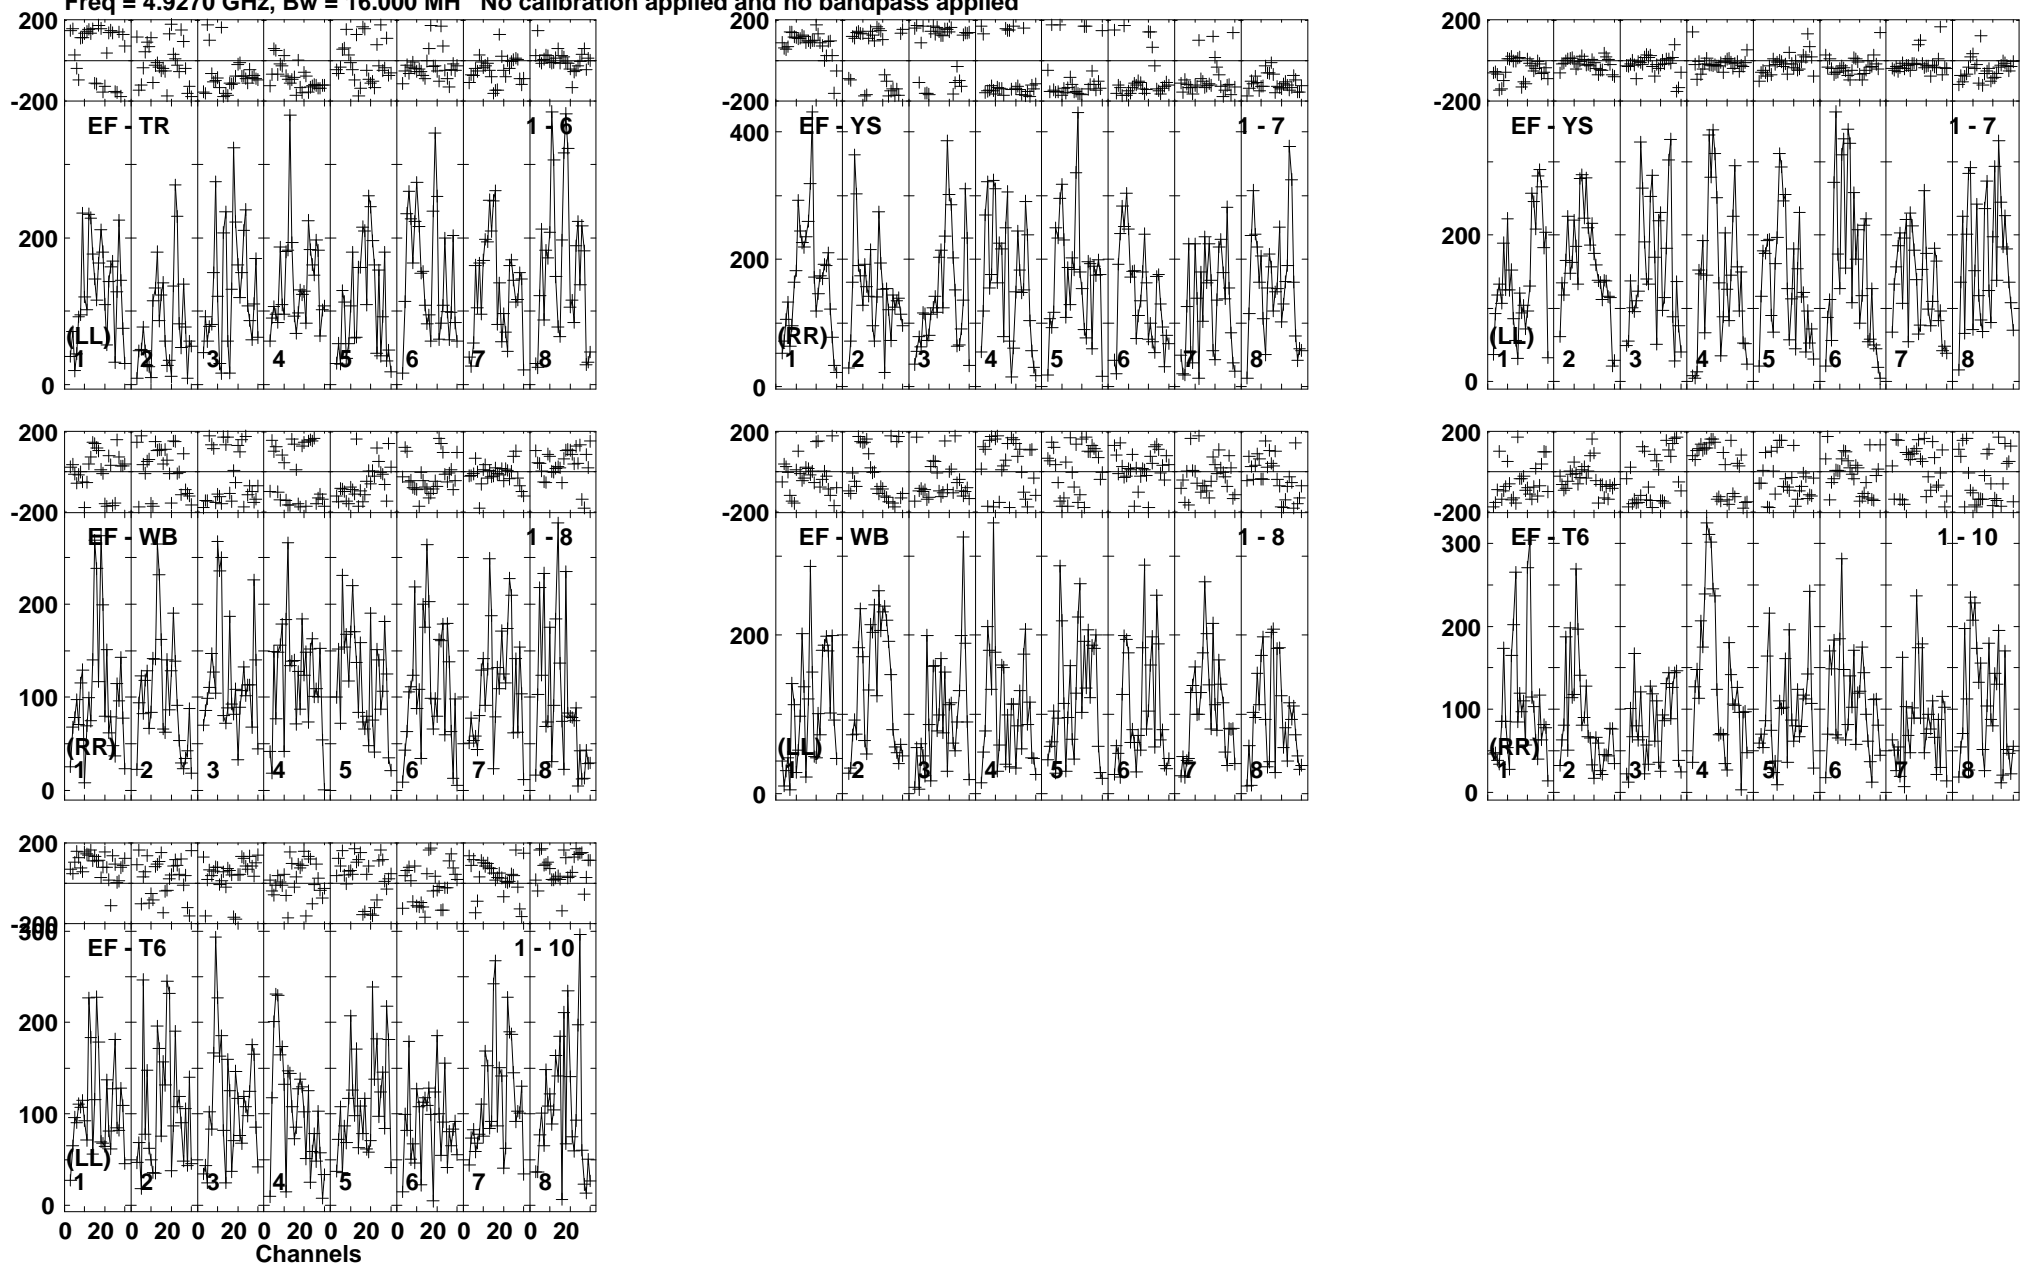 Freq = 4.9270 GHz, Bw = 16.000 MH No calibration applied and no bandpass applied
200
-200
EF - TR 1 - 6
200
(LL)
1 2 3 4 5 6 7 8
0
200
-200
400
EF - YS 1 - 7
200
(RR)
1 2 3 4 5 6 7 8
0
200
-200
EF - YS 1 - 7
200
(LL)
1 2 3 4 5 6 7 8
0
200
-200
EF - WB 1 - 8
200
100
(RR)
1 2 3 4 5 6 7 8
0
200
-200
EF - WB 1 - 8
200
(LL)
1 2 3 4 5 6 7 8
0
200
-200
300
EF - T6 1 - 10
200
100
(RR)
1 2 3 4 5 6 7 8
0
200
-200
300
EF - T6 1 - 10
200
100
(LL)
1 2 3 4 5 6 7 8
0
0 20 0 20 0 20 0 20 0 20 0 20 0 20 0 20
Channels